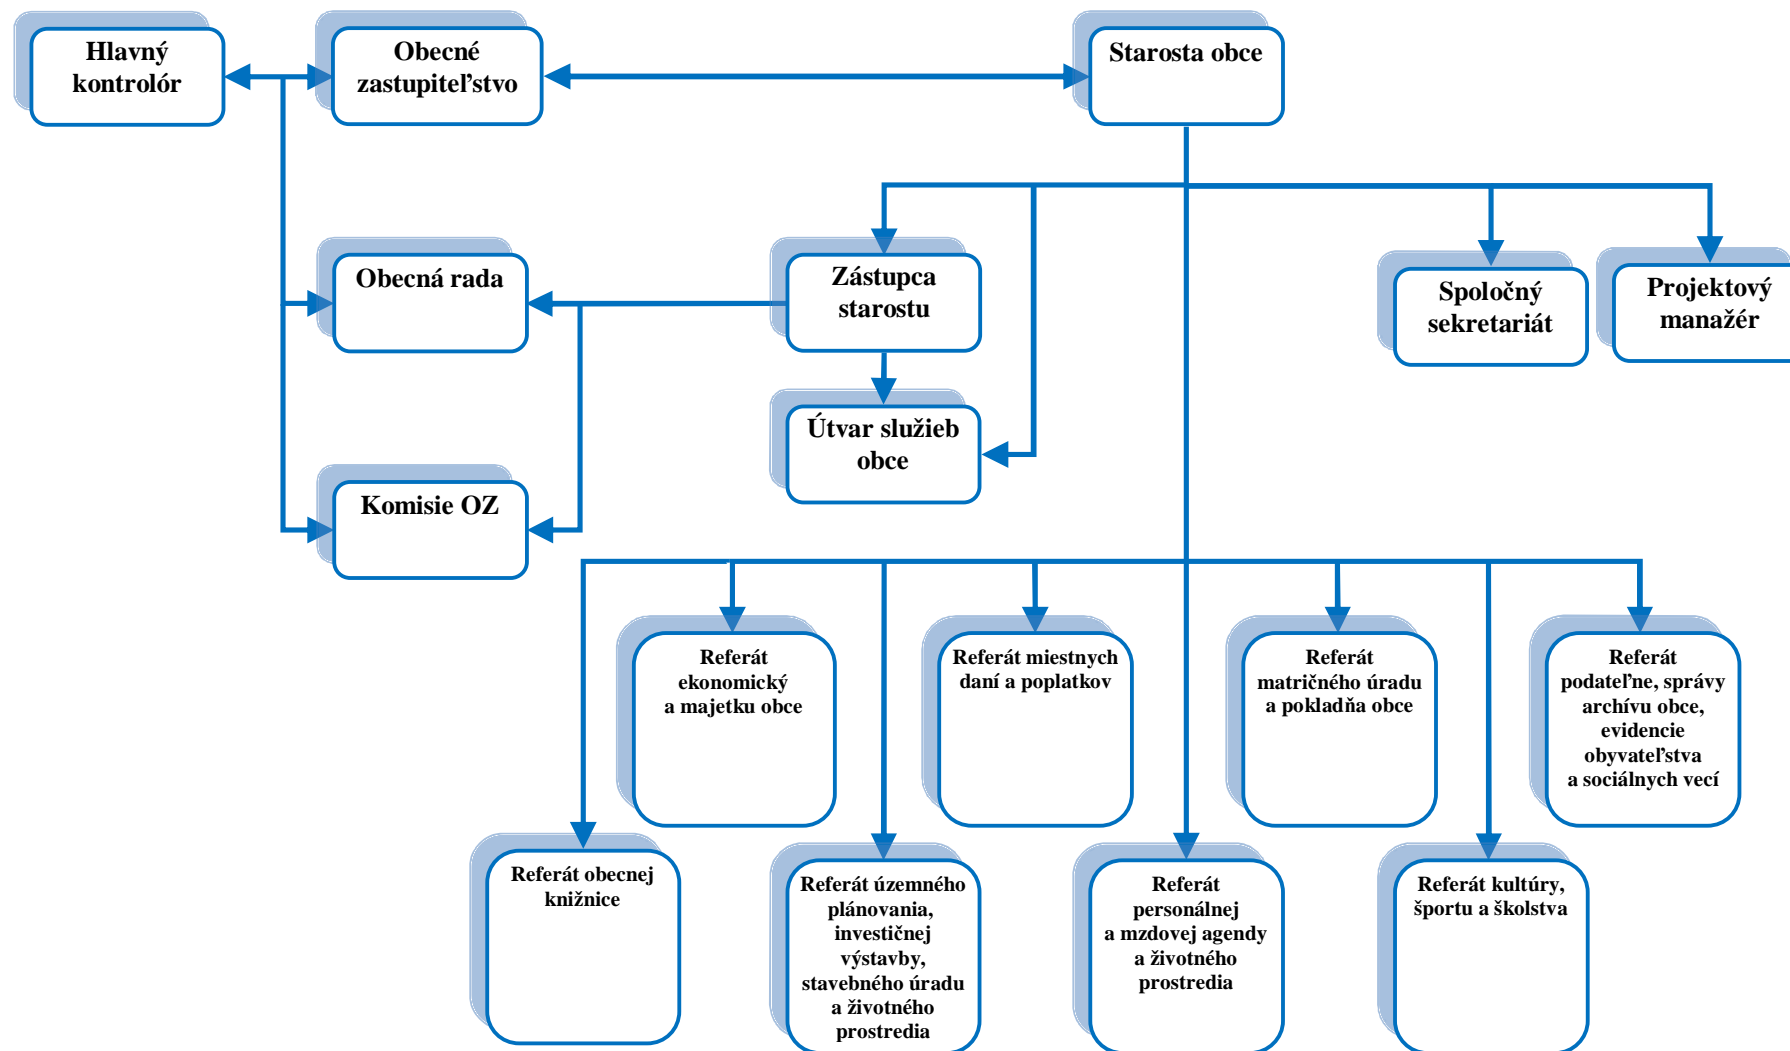 Hlavný
kontrolór
Obecné
zastupiteľstvo
Starosta obce
Obecná rada
Zástupca
starostu
Spoločný
sekretariát
Projektový
manažér
Útvar služieb
obce
Komisie OZ
Referát
ekonomický
a majetku obce
Referát miestnych
daní a poplatkov
Referát
matričného úradu
a pokladňa obce
Referát
podateľne, správy
archívu obce,
evidencie
obyvateľstva
a sociálnych vecí
Referát obecnej
knižnice
Referát územného
plánovania,
investičnej
výstavby,
stavebného úradu
a životného
prostredia
Referát
personálnej
a mzdovej agendy
a životného
prostredia
Referát kultúry,
športu a školstva